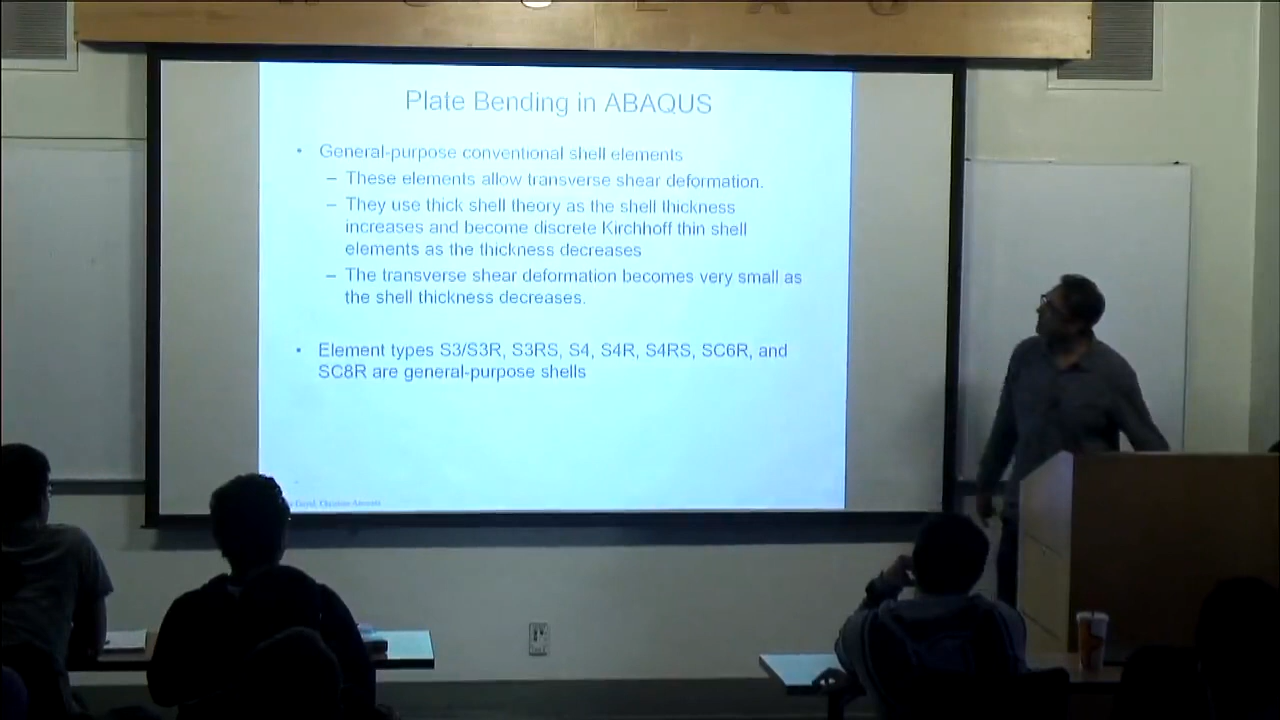 Plate Bending in ABAQUS
• General-purpose conventional shell elements
– These elements allow transverse shear deformation.
– They use thick shell theory as the shell thickness
increases and become discrete Kirchhoff thin shell
elements as the thickness decreases
– The transverse shear deformation becomes very small as
the shell thickness decreases.
• Element types S3/S3R, S3RS, S4, S4R, S4RS, SC6R, and
SC8R are general-purpose shells